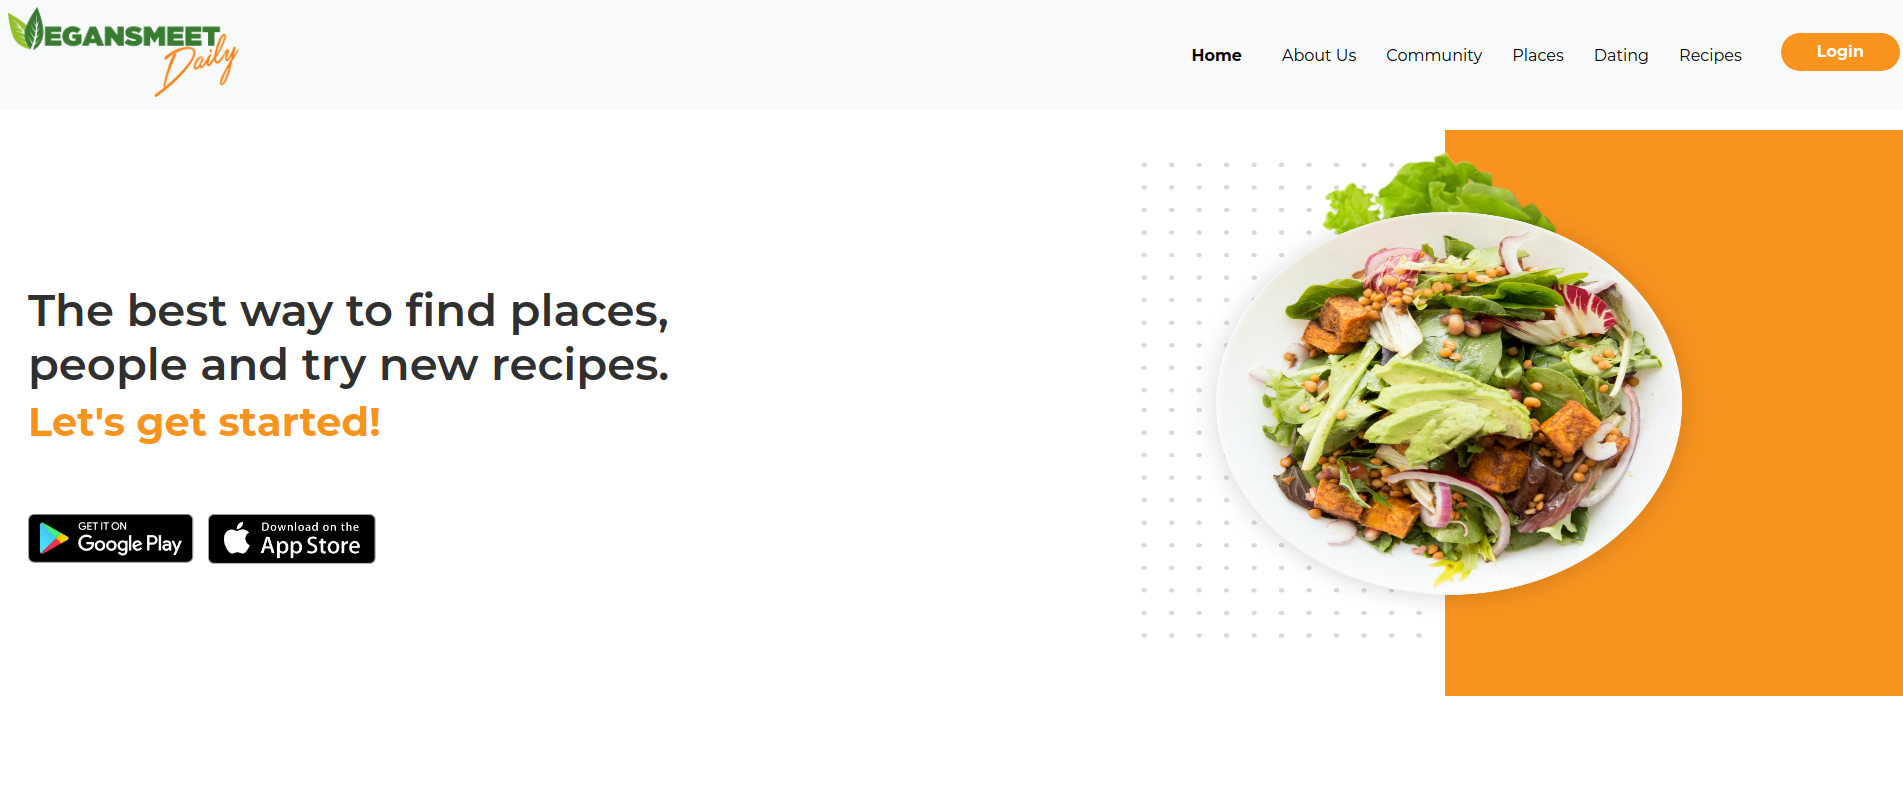 EGANSMEET
Daily
Home
About Us
Community
Places
Dating
Recipes
Login
The best way to find places,
people and try new recipes.
Let's get started!
GET IT ON
Google Play
Download on the
App Store